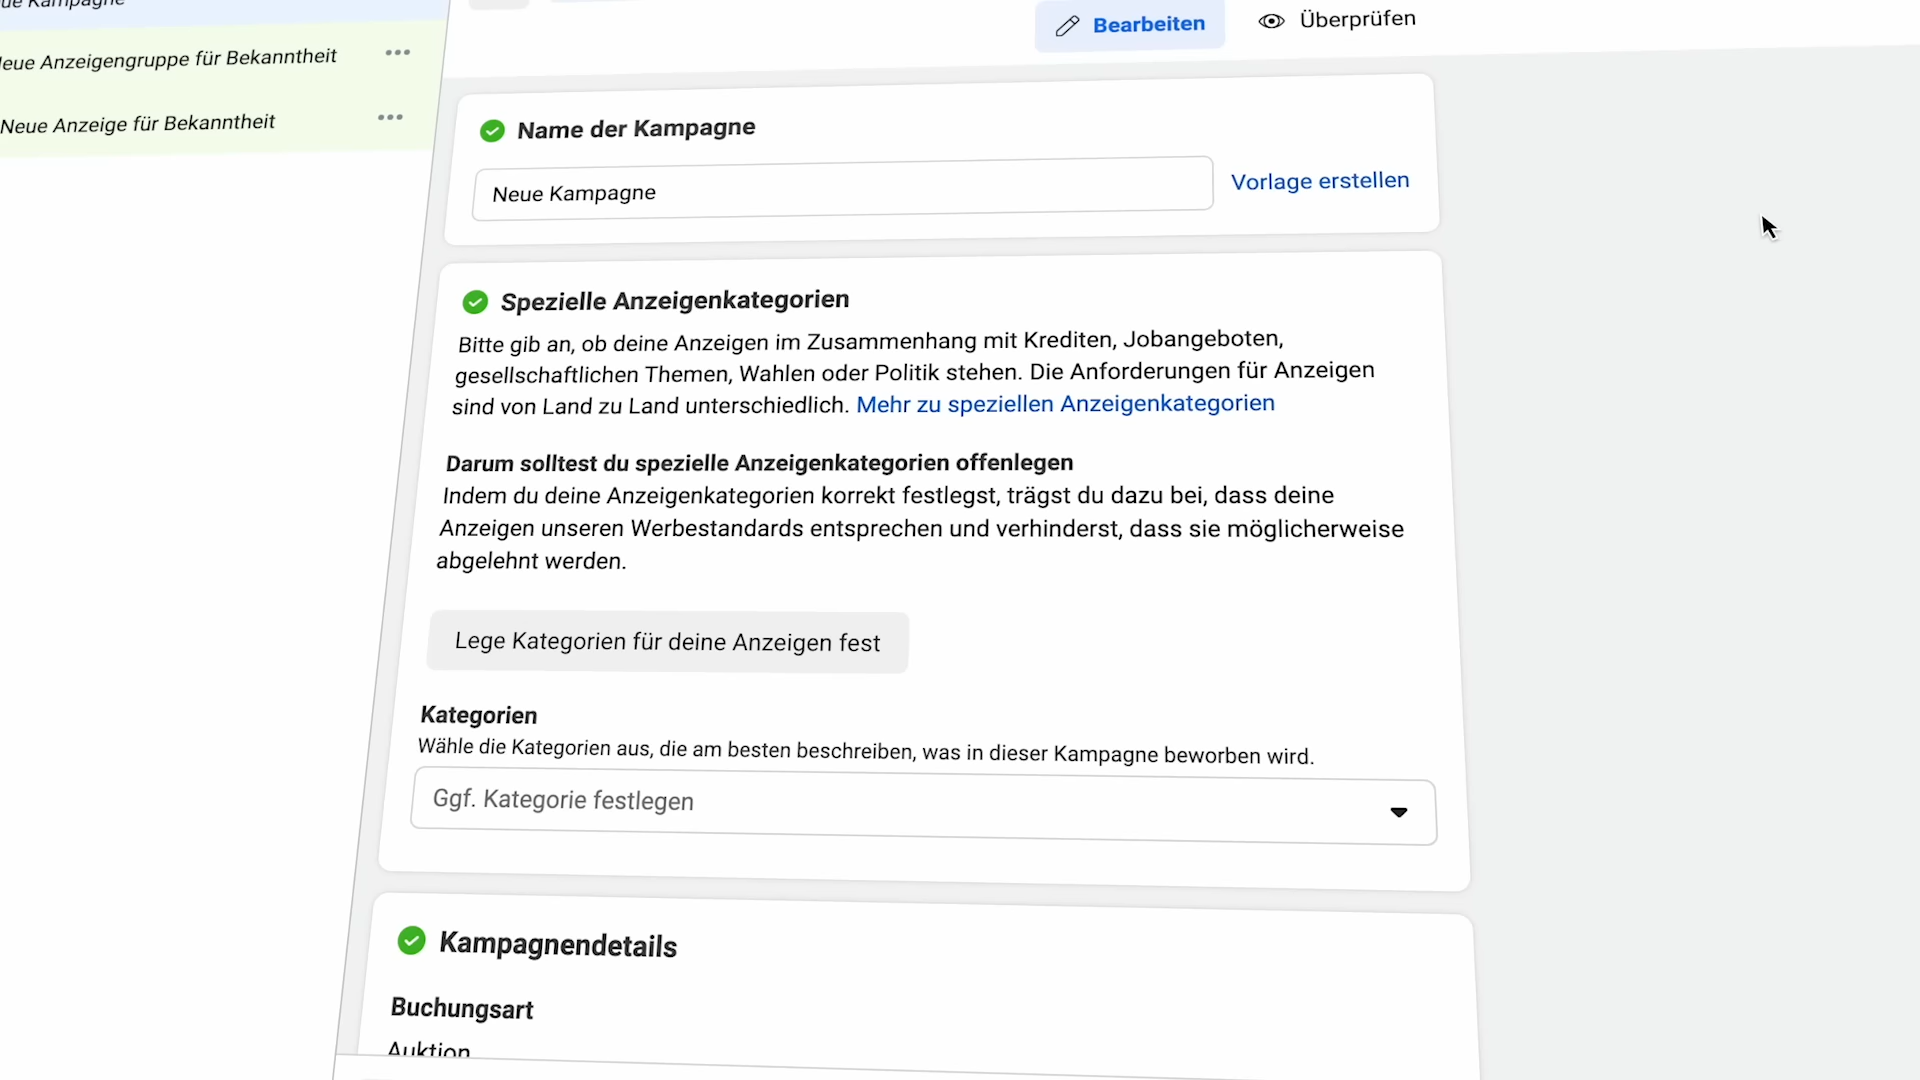 Kampagne
Bearbeiten
Überprüfen
Anzeigengruppe für Bekanntheit
Neue Anzeige für Bekanntheit
Name der Kampagne
Neue Kampagne
Vorlage erstellen
Spezielle Anzeigenkategorien
Bitte gib an, ob deine Anzeigen im Zusammenhang mit Krediten, Jobangeboten,
gesellschaftlichen Themen, Wahlen oder Politik stehen. Die Anforderungen für Anzeigen
sind von Land zu Land unterschiedlich. Mehr zu speziellen Anzeigenkategorien
Darum solltest du spezielle Anzeigenkategorien offenlegen
Indem du deine Anzeigenkategorien korrekt festlegst, trägst du dazu bei, dass deine
Anzeigen unseren Werbestandards entsprechen und verhinderst, dass sie möglicherweise
abgelehnt werden.
Lege Kategorien für deine Anzeigen fest
Kategorien
Wähle die Kategorien aus, die am besten beschreiben, was in dieser Kampagne beworben wird.
Ggf. Kategorie festlegen
Kampagnendetails
Buchungsart
Auktion